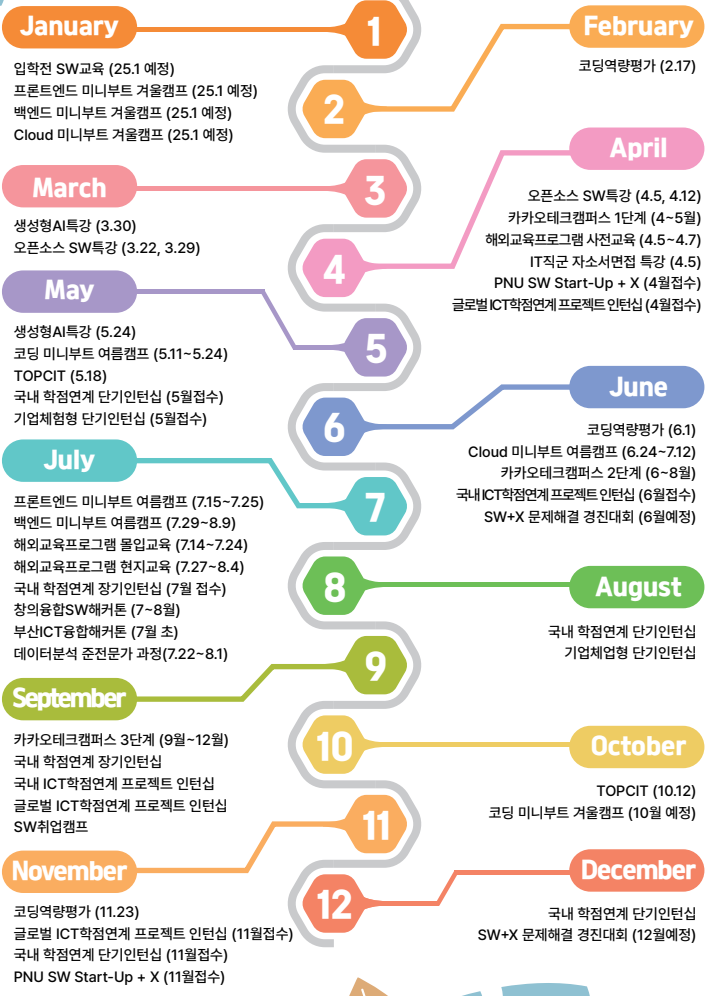 January
1
입학전 SW교육 (25.1 예정)
프론트엔드 미니부트 겨울캠프 (25.1 예정)
백엔드 미니부트 겨울캠프 (25.1 예정)
Cloud 미니부트 겨울캠프 (25.1 예정)
February
2
코딩역량평가 (2.17)
March
3
생성형AI특강 (3.30)
오픈소스 SW특강 (3.22, 3.29)
April
4
오픈소스 SW특강 (4.5, 4.12)
카카오테크캠퍼스 1단계 (4~5월)
해외교육프로그램 사전교육 (4.5~4.7)
IT직군 자소서면접 특강 (4.5)
PNU SW Start-Up + X (4월접수)
글로벌 ICT학점연계 프로젝트 인턴십 (4월접수)
May
5
생성형AI특강 (5.24)
코딩 미니부트 여름캠프 (5.11~5.24)
TOPCIT (5.18)
국내 학점연계 단기인턴십 (5월접수)
기업체험형 단기인턴십 (5월접수)
June
6
코딩역량평가 (6.1)
Cloud 미니부트 여름캠프 (6.24~7.12)
카카오테크캠퍼스 2단계 (6~8월)
국내 ICT학점연계 프로젝트 인턴십 (6월접수)
SW+X 문제해결 경진대회 (6월예정)
July
7
프론트엔드 미니부트 여름캠프 (7.15~7.25)
백엔드 미니부트 여름캠프 (7.29~8.9)
해외교육프로그램 몰입교육 (7.14~7.24)
해외교육프로그램 현지교육 (7.27~8.4)
국내 학점연계 장기인턴십 (7월 접수)
창의융합SW해커톤 (7~8월)
부산ICT융합해커톤 (7월 초)
데이터분석 준전문가 과정(7.22~8.1)
August
8
국내 학점연계 단기인턴십
기업체업형 단기인턴십
September
9
카카오테크캠퍼스 3단계 (9월~12월)
국내 학점연계 장기인턴십
국내 ICT학점연계 프로젝트 인턴십
글로벌 ICT학점연계 프로젝트 인턴십
SW취업캠프
October
10
TOPCIT (10.12)
코딩 미니부트 겨울캠프 (10월 예정)
November
11
코딩역량평가 (11.23)
글로벌 ICT학점연계 프로젝트 인턴십 (11월접수)
국내 학점연계 단기인턴십 (11월접수)
PNU SW Start-Up + X (11월접수)
December
12
국내 학점연계 단기인턴십
SW+X 문제해결 경진대회 (12월예정)